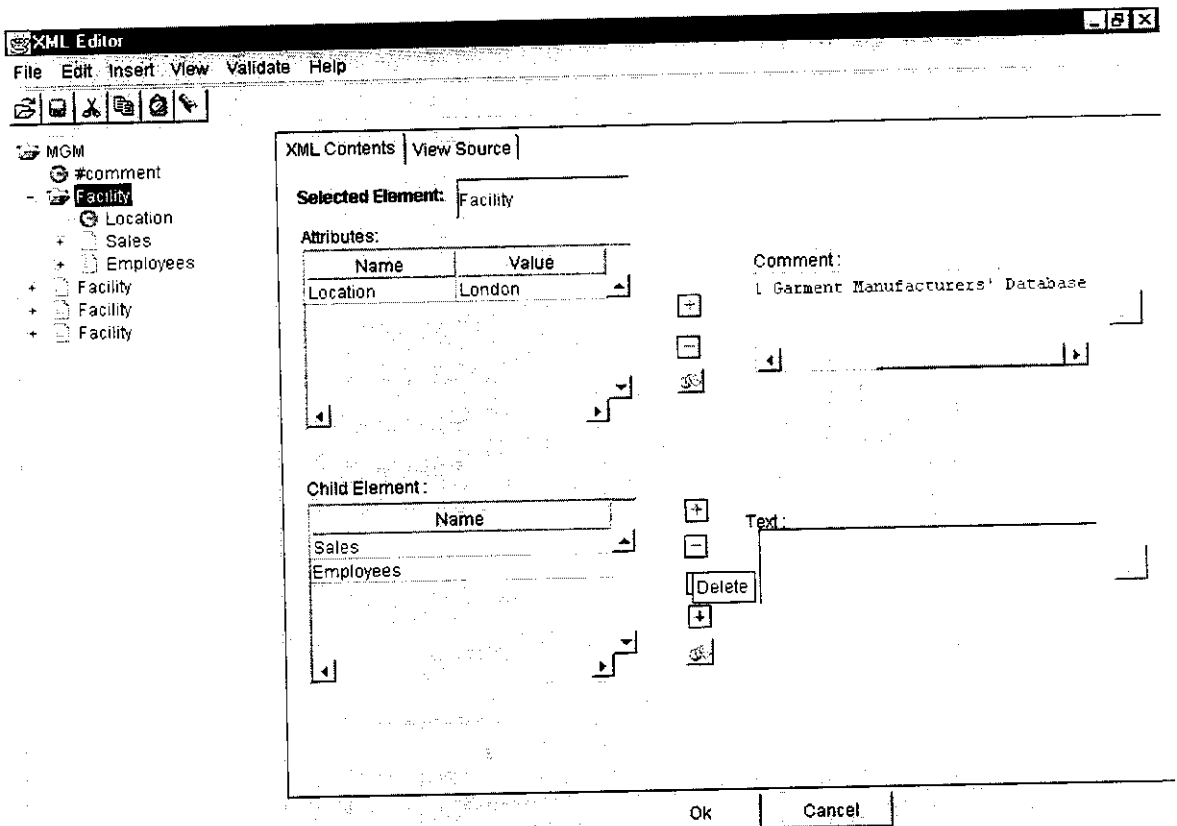 XML Editor
File Edit Insert View Validate Help
MGM
#comment
Facility
Location
Sales
Employees
Facility
Facility
Facility
XML Contents View Source
Selected Element: Facility
Attributes:
Name Value
Location London
Comment:
Garment Manufacturers' Database
Child Element:
Name
Sales
Employees
Text:
Delete
Ok Cancel